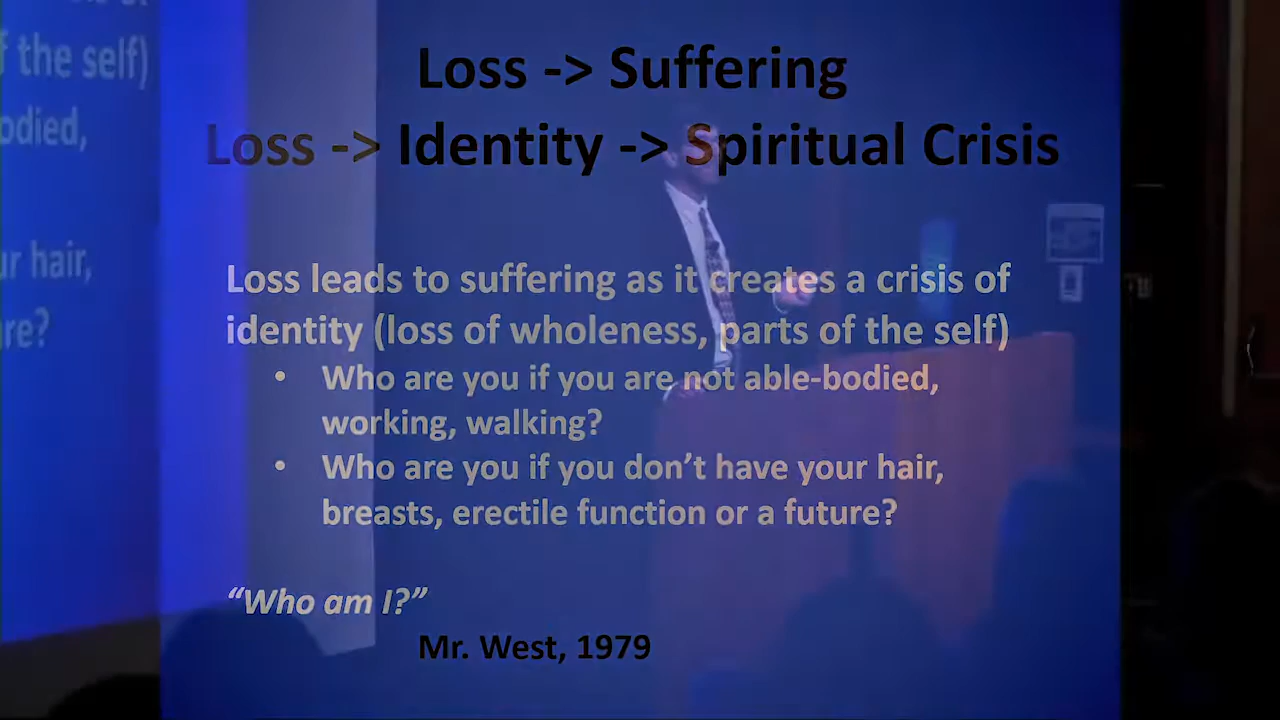 Loss -> Suffering
Loss -> Identity -> Spiritual Crisis
Loss leads to suffering as it creates a crisis of
identity (loss of wholeness, parts of the self)
• Who are you if you are not able-bodied,
working, walking?
• Who are you if you don’t have your hair,
breasts, erectile function or a future?
“Who am I?”
Mr. West, 1979
f the self)
odied,
ur hair,
re?